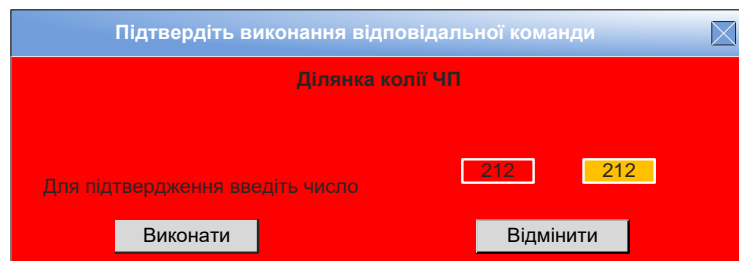 Підтвердіть виконання відповідальної команди
Ділянка колії ЧП
Для підтвердження введіть число 212 212
Виконати Відмінити